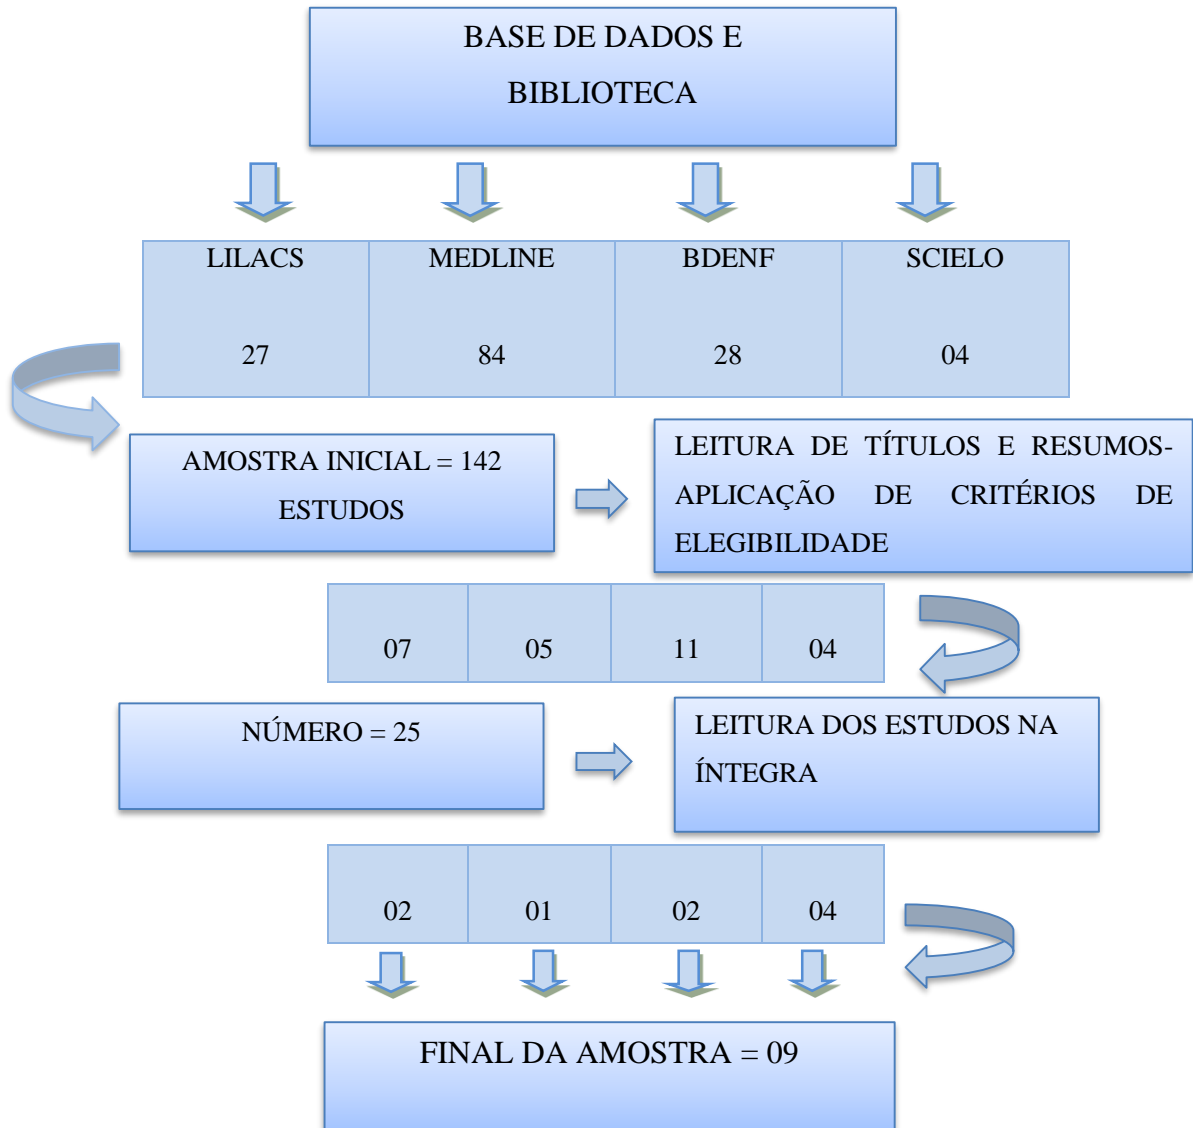 BASE DE DADOS E
BIBLIOTECA
LILACS MEDLINE BDENF SCIELO
27 84 28 04
AMOSTRA INICIAL = 142
ESTUDOS
LEITURA DE TÍTULOS E RESUMOS-
APLICAÇÃO DE CRITÉRIOS DE
ELEGIBILIDADE
07 05 11 04
NÚMERO = 25
LEITURA DOS ESTUDOS NA
ÍNTEGRA
02 01 02 04
FINAL DA AMOSTRA = 09